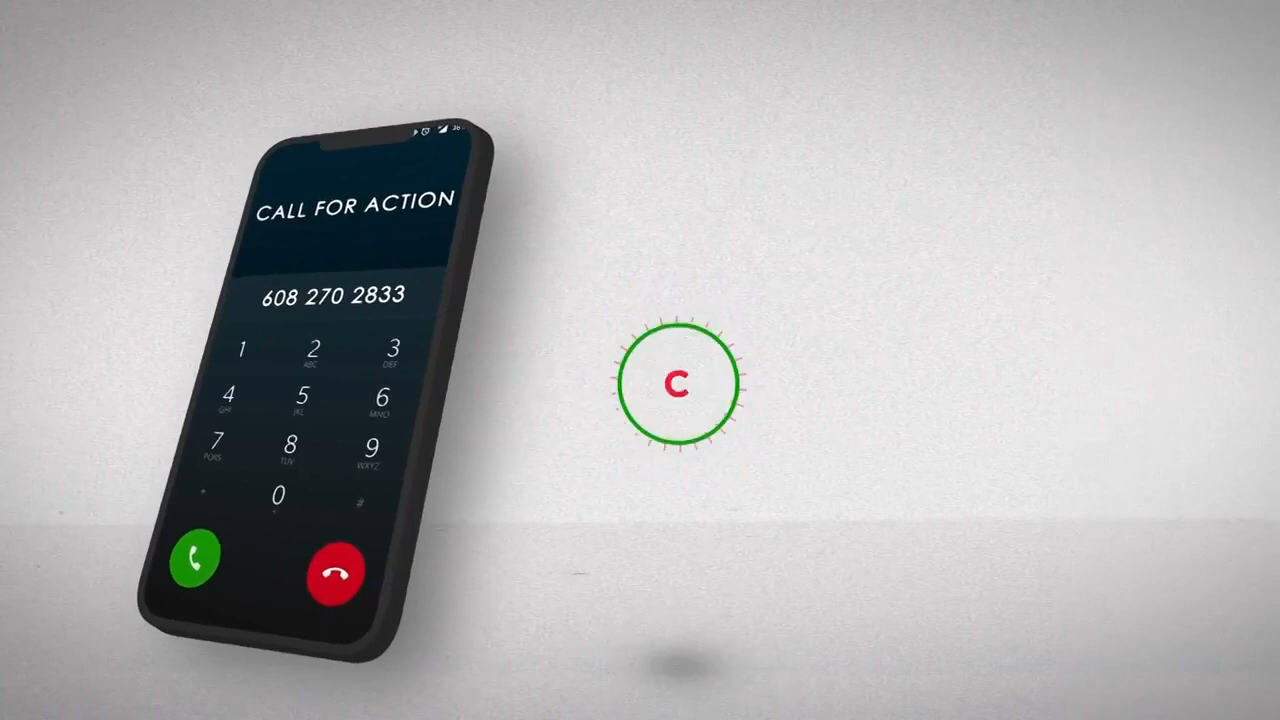 CALL FOR ACTION
608 270 2833
1 2 3
ABC DEF
4 5 6
GHI JKL MNO
7 8 9
PQRS TUV WXYZ
* 0 #
C